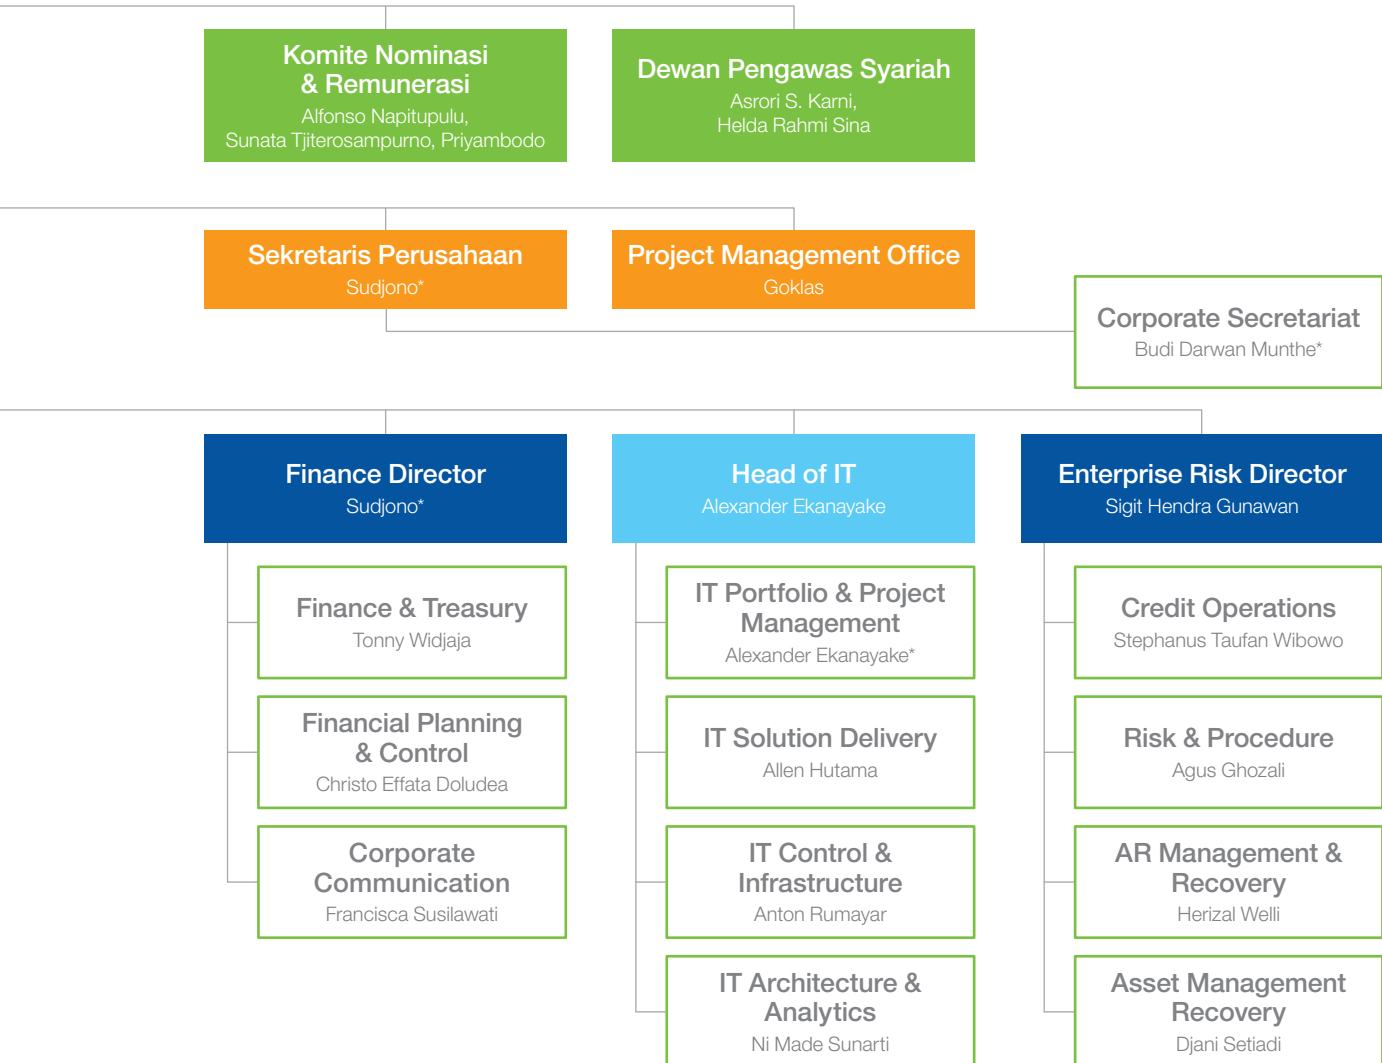 Komite Nominasi
& Remunerasi
Alfonso Napitupulu,
Sunata Tjiterosampurno, Priyambodo
Dewan Pengawas Syariah
Asrori S. Karni,
Helda Rahmi Sina
Sekretaris Perusahaan
Sudjono*
Project Management Office
Goklas
Corporate Secretariat
Budi Darwan Munthe*
Finance Director
Sudjono*
Finance & Treasury
Tonny Widjaja
Financial Planning
& Control
Christo Effata Doludea
Corporate
Communication
Francisca Susilawati
Head of IT
Alexander Ekanayake
IT Portfolio & Project
Management
Alexander Ekanayake*
IT Solution Delivery
Allen Hutama
IT Control &
Infrastructure
Anton Rumayar
IT Architecture &
Analytics
Ni Made Sunarti
Enterprise Risk Director
Sigit Hendra Gunawan
Credit Operations
Stephanus Taufan Wibowo
Risk & Procedure
Agus Ghozali
AR Management &
Recovery
Herizal Welli
Asset Management
Recovery
Djani Setiadi